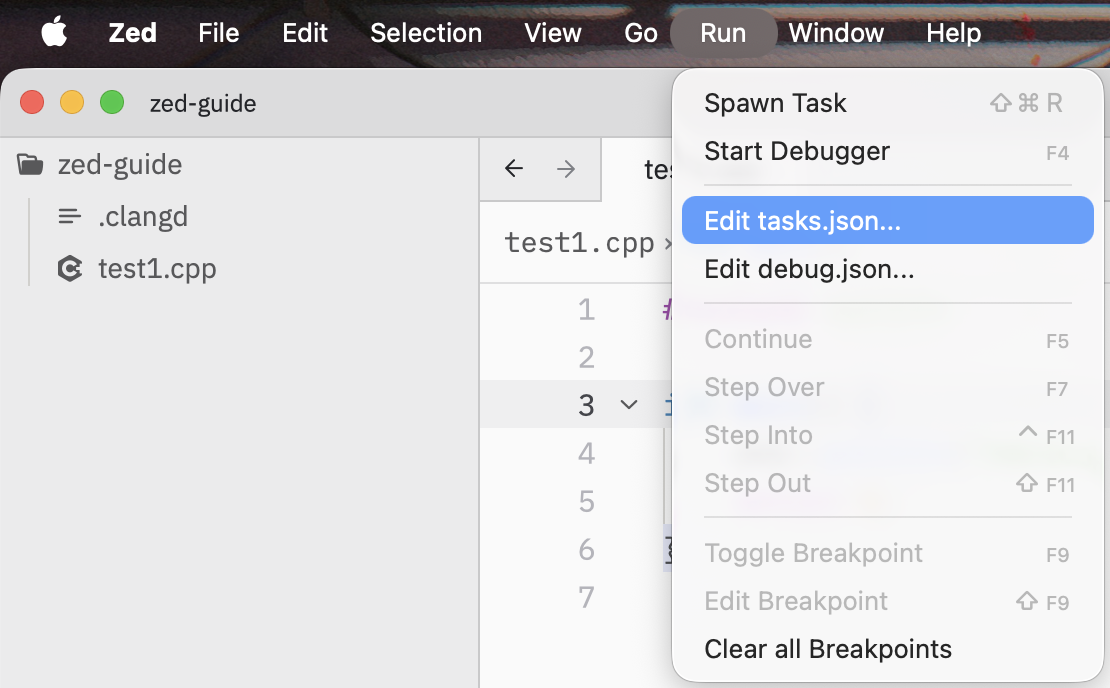 Zed File Edit Selection View Go Run Window Help
zed-guide
zed-guide
.clangd
test1.cpp
test1.cpp ›
1 #
2
3
4
5
6
7
Spawn Task ⇧⌘R
Start Debugger F4
Edit tasks.json...
Edit debug.json...
Continue F5
Step Over F7
Step Into ^F11
Step Out ⇧F11
Toggle Breakpoint F9
Edit Breakpoint ⇧F9
Clear all Breakpoints